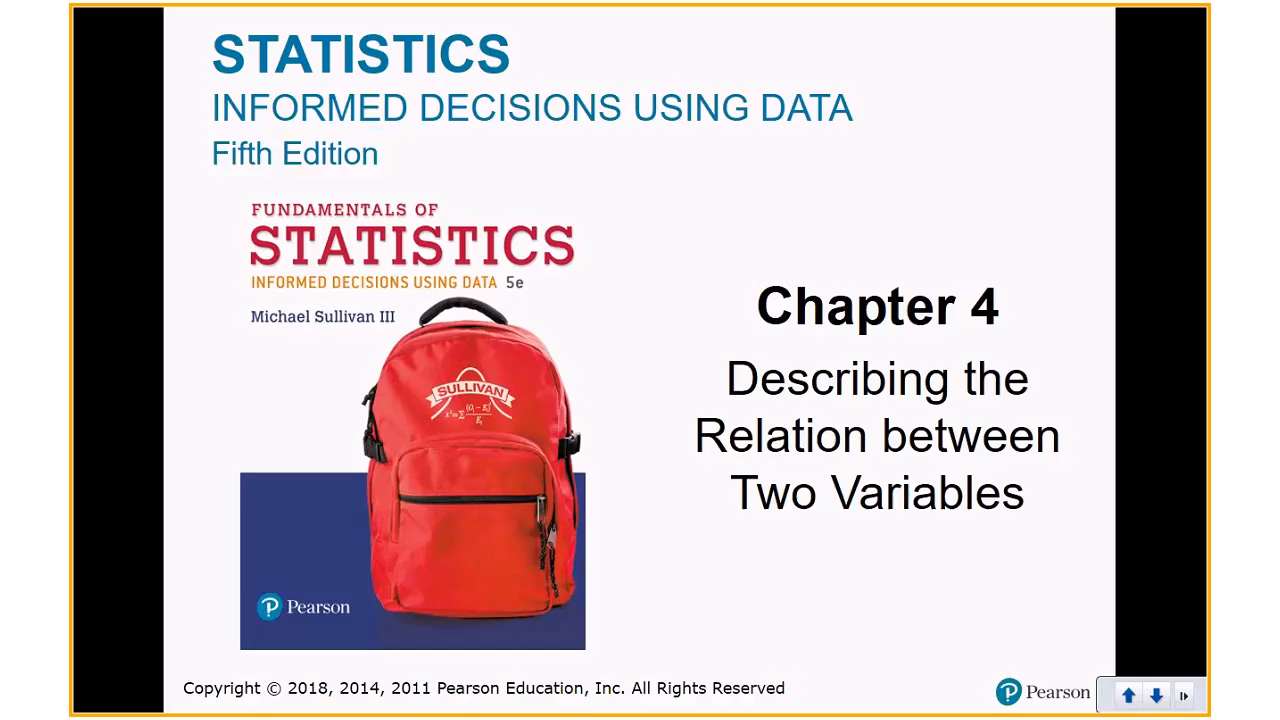 STATISTICS
INFORMED DECISIONS USING DATA
Fifth Edition
FUNDAMENTALS OF
STATISTICS
INFORMED DECISIONS USING DATA 5e
Michael Sullivan III
SULLIVAN
Pearson
Chapter 4
Describing the
Relation between
Two Variables
Copyright © 2018, 2014, 2011 Pearson Education, Inc. All Rights Reserved
Pearson